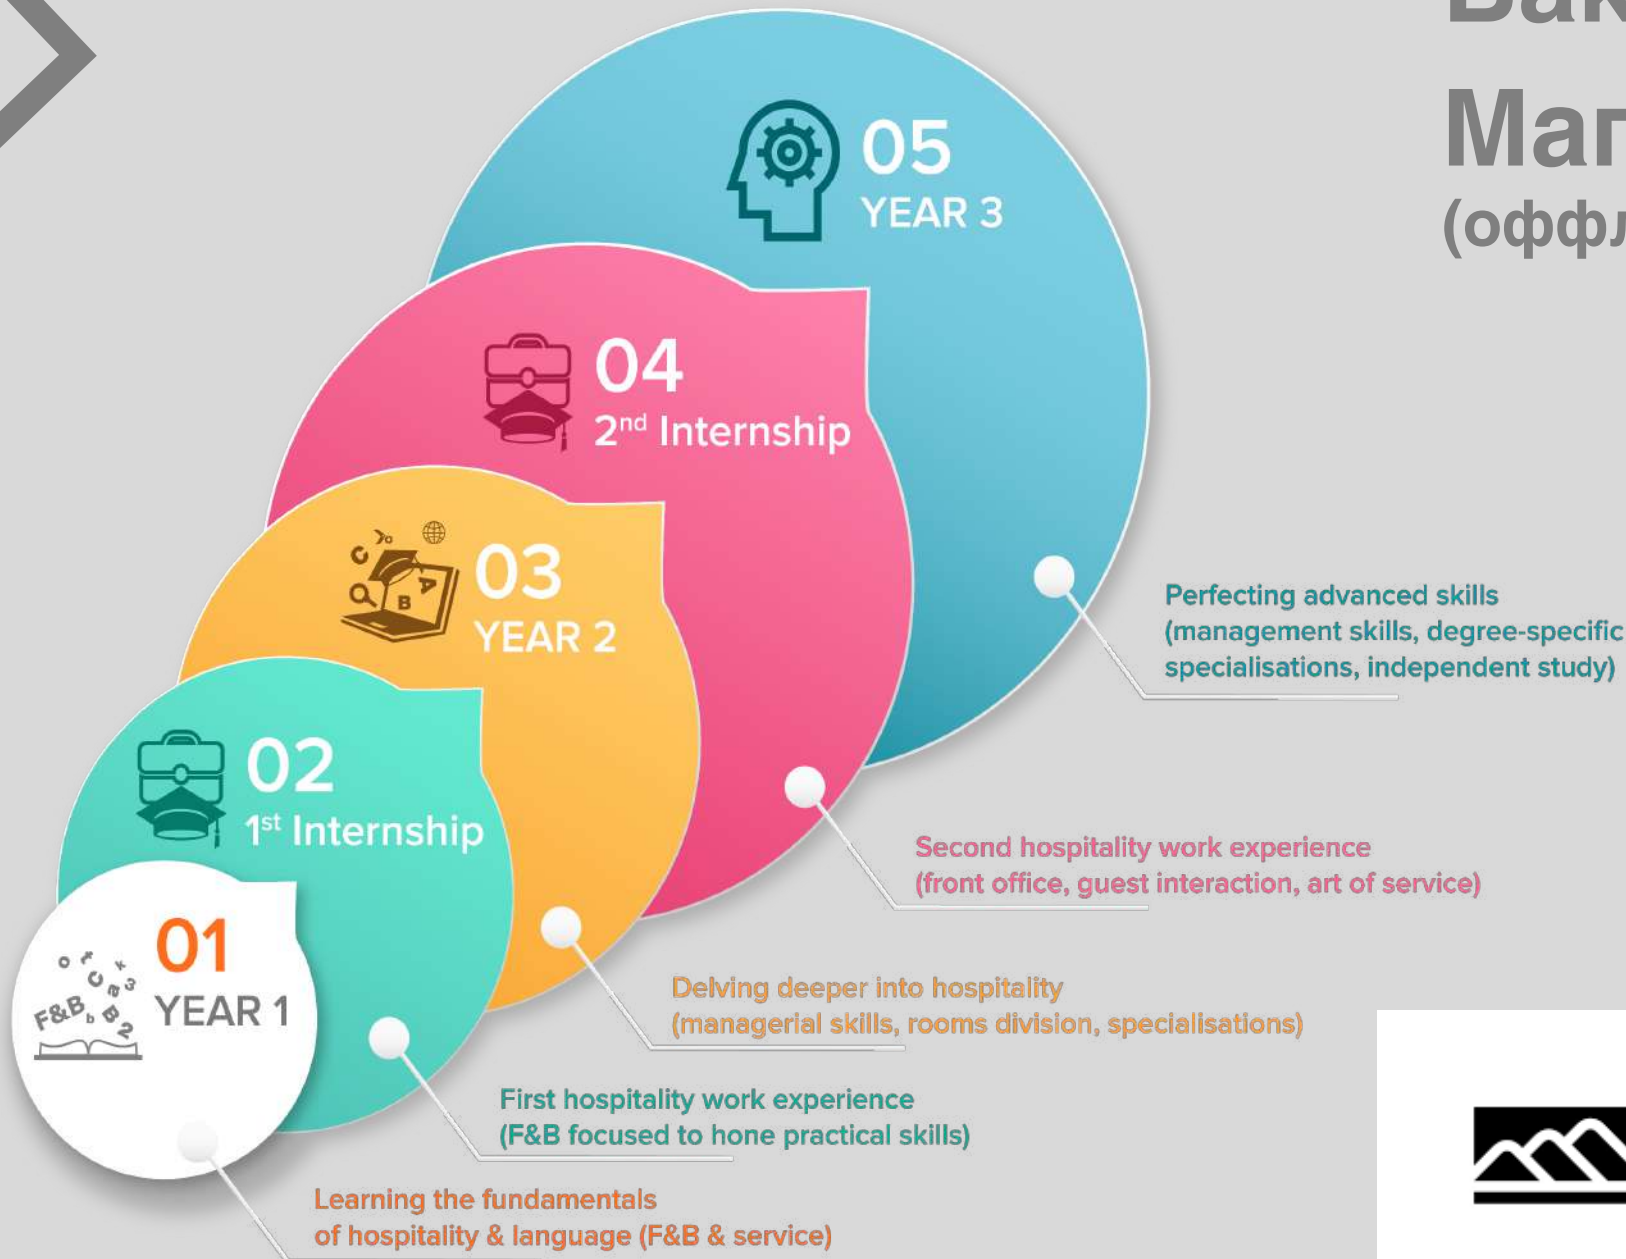 Бак
Маг
(оффл
05
YEAR 3
04
2nd Internship
03
YEAR 2
02
1st Internship
01
YEAR 1
F&B
Perfecting advanced skills
(management skills, degree-specific
specialisations, independent study)
Second hospitality work experience
(front office, guest interaction, art of service)
Delving deeper into hospitality
(managerial skills, rooms division, specialisations)
First hospitality work experience
(F&B focused to hone practical skills)
Learning the fundamentals
of hospitality & language (F&B & service)